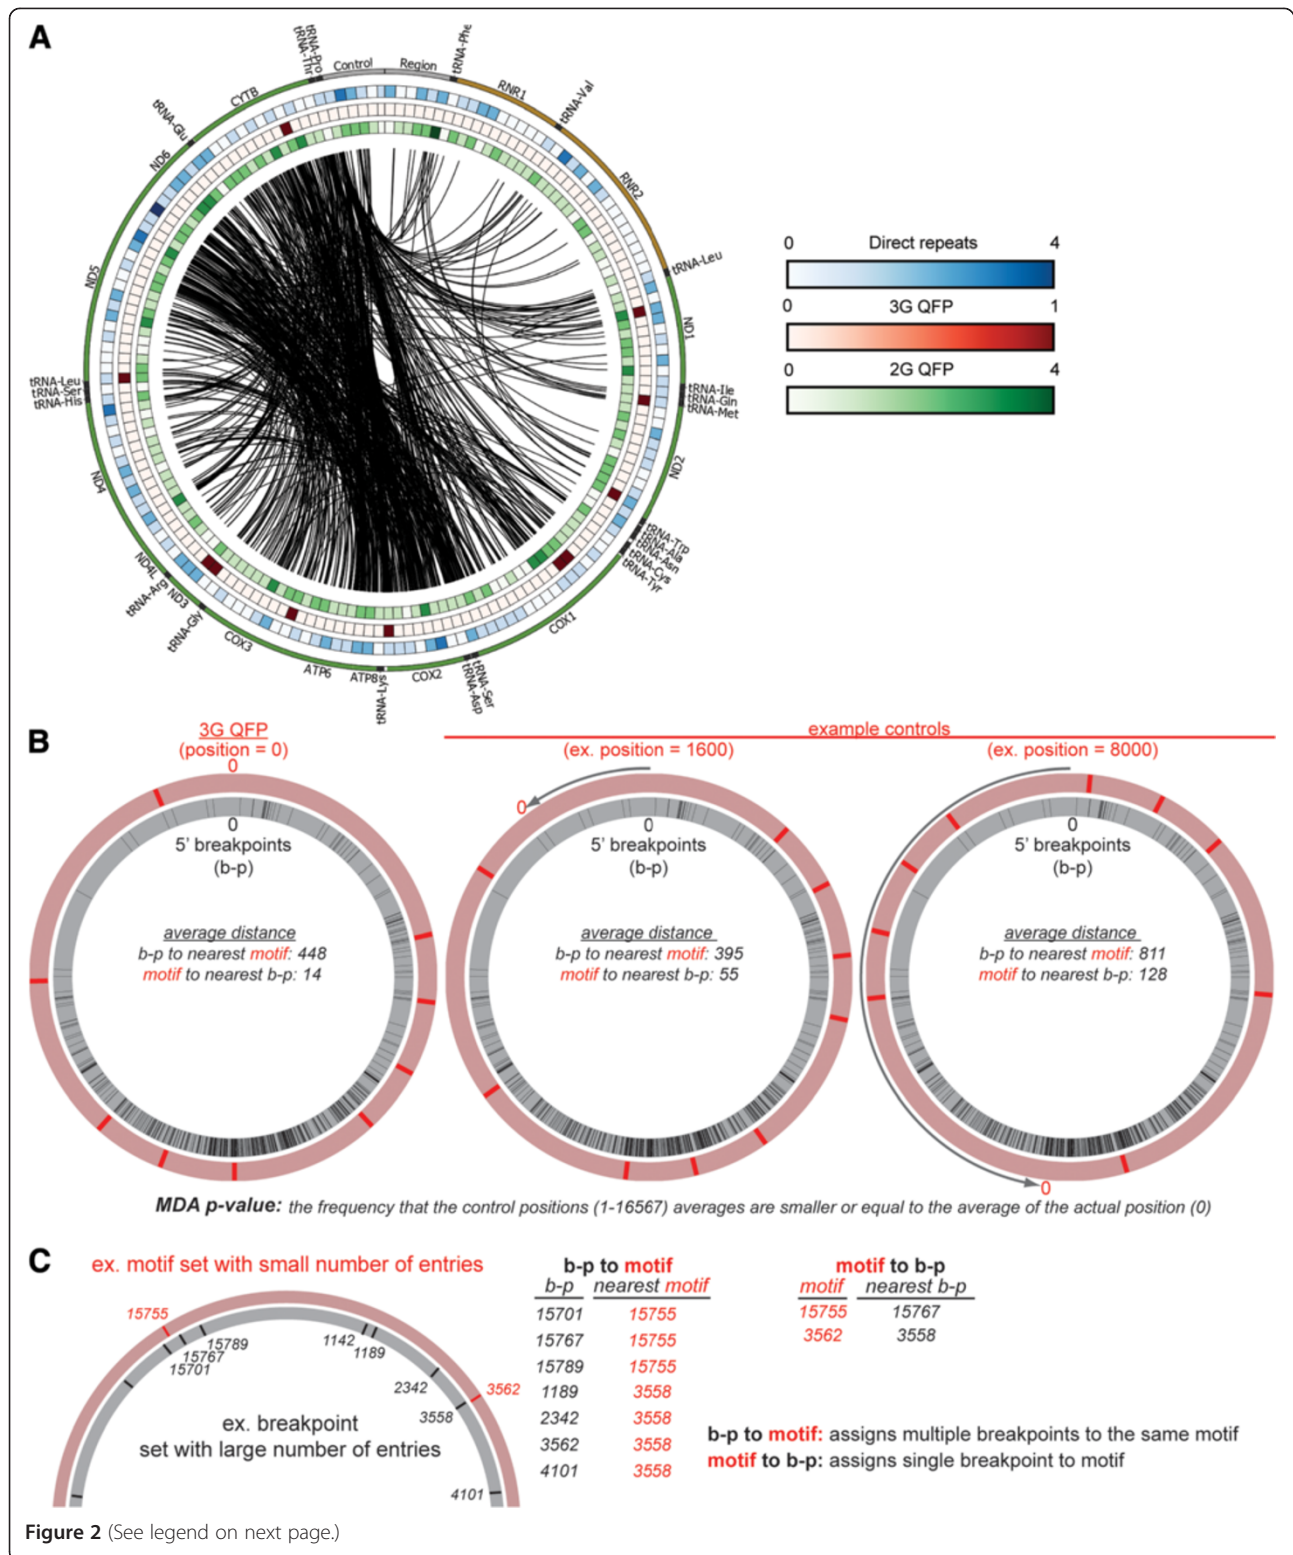 A
tRNA-Thr
tRNA-Pro
Control
Region
tRNA-Phe
RNR1
tRNA-Val
RNR2
tRNA-Leu
ND1
tRNA-Ile
tRNA-Gln
tRNA-Met
ND2
tRNA-Trp
tRNA-Ala
tRNA-Asn
tRNA-Cys
tRNA-Tyr
COX1
tRNA-Ser
tRNA-Asp
COX2
tRNA-Lys
ATP8
ATP6
COX3
tRNA-Gly
ND3
tRNA-Arg
ND4L
ND4
tRNA-His
tRNA-Ser
tRNA-Leu
ND5
ND6
tRNA-Glu
CYTB
0 Direct repeats 4
0 3G QFP 1
0 2G QFP 4
B
3G QFP
(position = 0)
0
0
5' breakpoints
(b-p)
average distance
b-p to nearest motif: 448
motif to nearest b-p: 14
example controls
(ex. position = 1600)
0
0
5' breakpoints
(b-p)
average distance
b-p to nearest motif: 395
motif to nearest b-p: 55
(ex. position = 8000)
0
5' breakpoints
(b-p)
average distance
b-p to nearest motif: 811
motif to nearest b-p: 128
0
MDA p-value: the frequency that the control positions (1-16567) averages are smaller or equal to the average of the actual position (0)
C
ex. motif set with small number of entries
15755
15789
15767
15701
1142
1189
2342
3562
3558
4101
ex. breakpoint
set with large number of entries
b-p to motif
b-p nearest motif
15701 15755
15767 15755
15789 15755
1189 3558
2342 3558
3562 3558
4101 3558
motif to b-p
motif nearest b-p
15755 15767
3562 3558
b-p to motif: assigns multiple breakpoints to the same motif
motif to b-p: assigns single breakpoint to motif
Figure 2 (See legend on next page.)